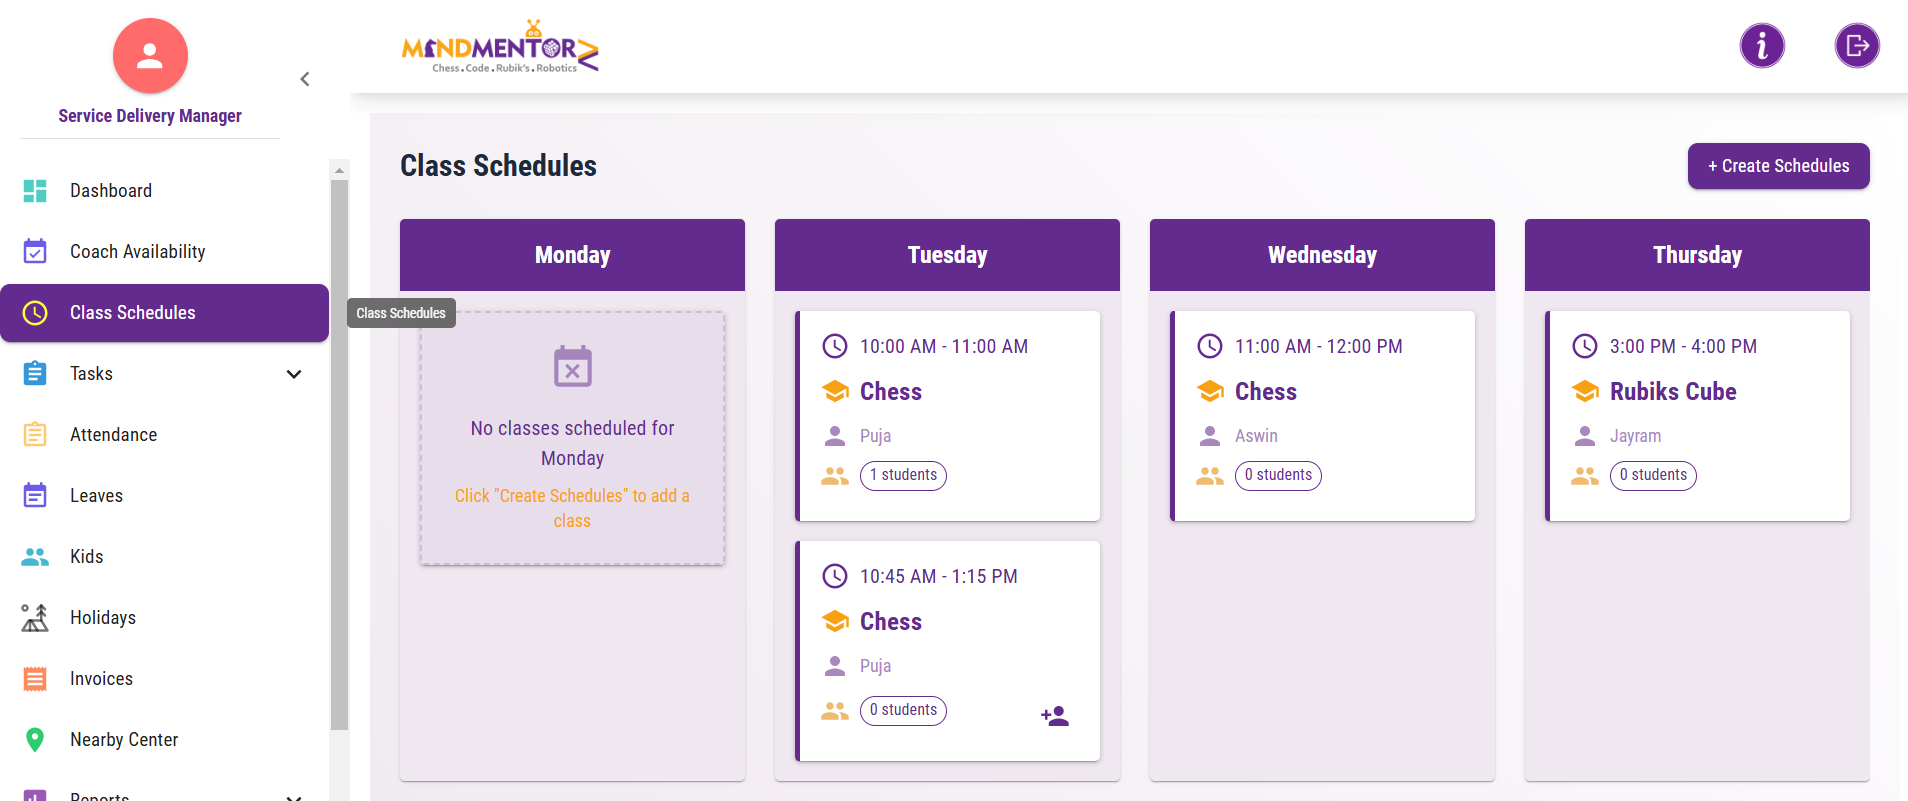 Service Delivery Manager
Dashboard
Coach Availability
Class Schedules
Tasks
Attendance
Leaves
Kids
Holidays
Invoices
Nearby Center
Reports
MINDMENTORZ
Chess . Code . Rubik's . Robotics
Class Schedules
+ Create Schedules
Class Schedules
Monday
No classes scheduled for
Monday
Click "Create Schedules" to add a
class
Tuesday
10:00 AM - 11:00 AM
Chess
Puja
1 students
10:45 AM - 1:15 PM
Chess
Puja
0 students
Wednesday
11:00 AM - 12:00 PM
Chess
Aswin
0 students
Thursday
3:00 PM - 4:00 PM
Rubiks Cube
Jayram
0 students